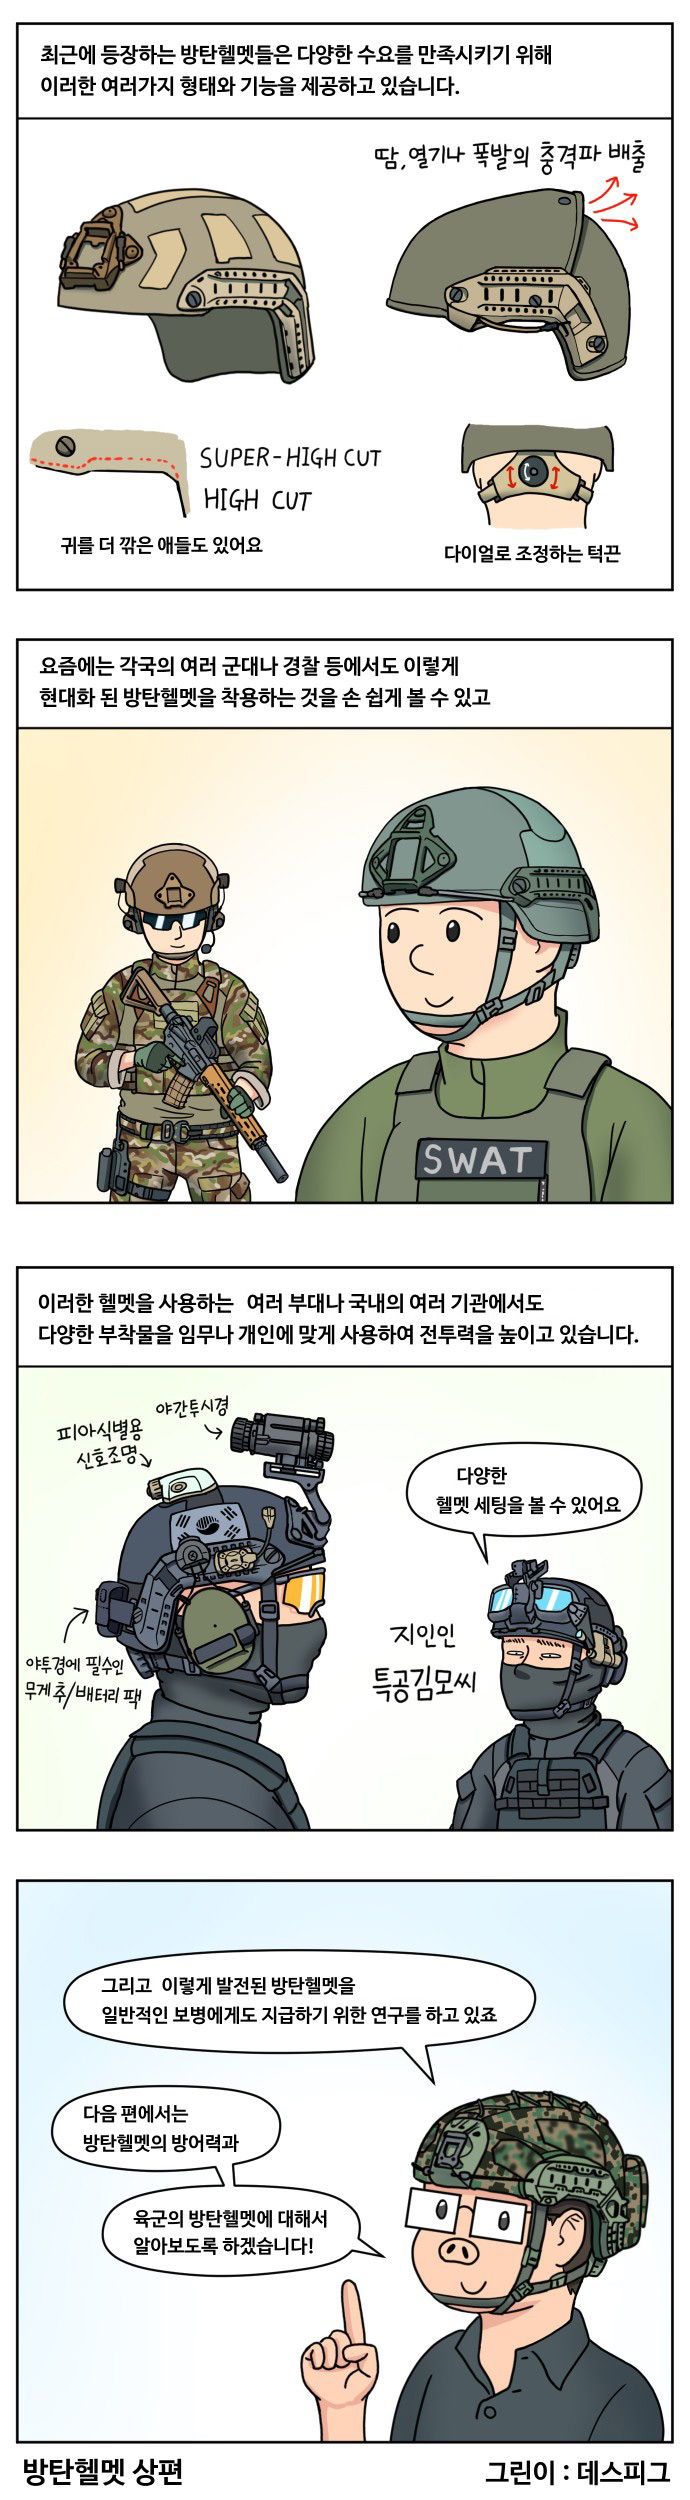 최근에 등장하는 방탄헬멧들은 다양한 수요를 만족시키기 위해
이러한 여러가지 형태와 기능을 제공하고 있습니다.
땀,열기나 폭발의 충격파 배출
SUPER-HIGH CUT
HIGH CUT
귀를 더 깎은 애들도 있어요
다이얼로 조정하는 턱끈
요즘에는 각국의 여러 군대나 경찰 등에서도 이렇게
현대화 된 방탄헬멧을 착용하는 것을 손 쉽게 볼 수 있고
SWAT
이러한 헬멧을 사용하는 여러 부대나 국내의 여러 기관에서도
다양한 부착물을 임무나 개인에 맞게 사용하여 전투력을 높이고 있습니다.
야간투시경
피아식별용
신호조명
다양한
헬멧 세팅을 볼 수 있어요
야투경에 필수인
무게추/배터리 팩
지인인
특공김모씨
그리고 이렇게 발전된 방탄헬멧을
일반적인 보병에게도 지급하기 위한 연구를 하고 있죠
다음 편에서는
방탄헬멧의 방어력과
육군의 방탄헬멧에 대해서
알아보도록 하겠습니다!
방탄헬멧 상편
그린이 : 데스피그